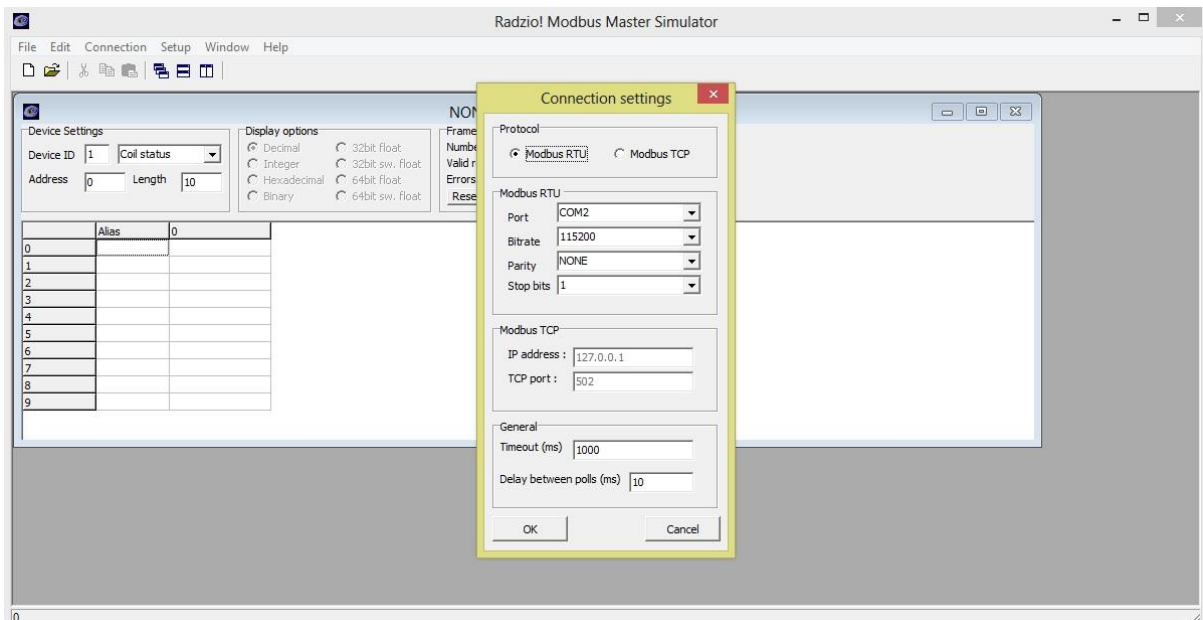 Radzio! Modbus Master Simulator
File Edit Connection Setup Window Help
NON
Device Settings
Device ID 1 Coil status
Address 0 Length 10
Display options
Decimal 32bit float
Integer 32bit sw. float
Hexadecimal 64bit float
Binary 64bit sw. float
Frame
Numbe
Valid r
Errors
Rese
Alias 0
0
1
2
3
4
5
6
7
8
9
Connection settings
Protocol
Modbus RTU Modbus TCP
Modbus RTU
Port COM2
Bitrate 115200
Parity NONE
Stop bits 1
Modbus TCP
IP address : 127.0.0.1
TCP port : 502
General
Timeout (ms) 1000
Delay between polls (ms) 10
OK Cancel
0